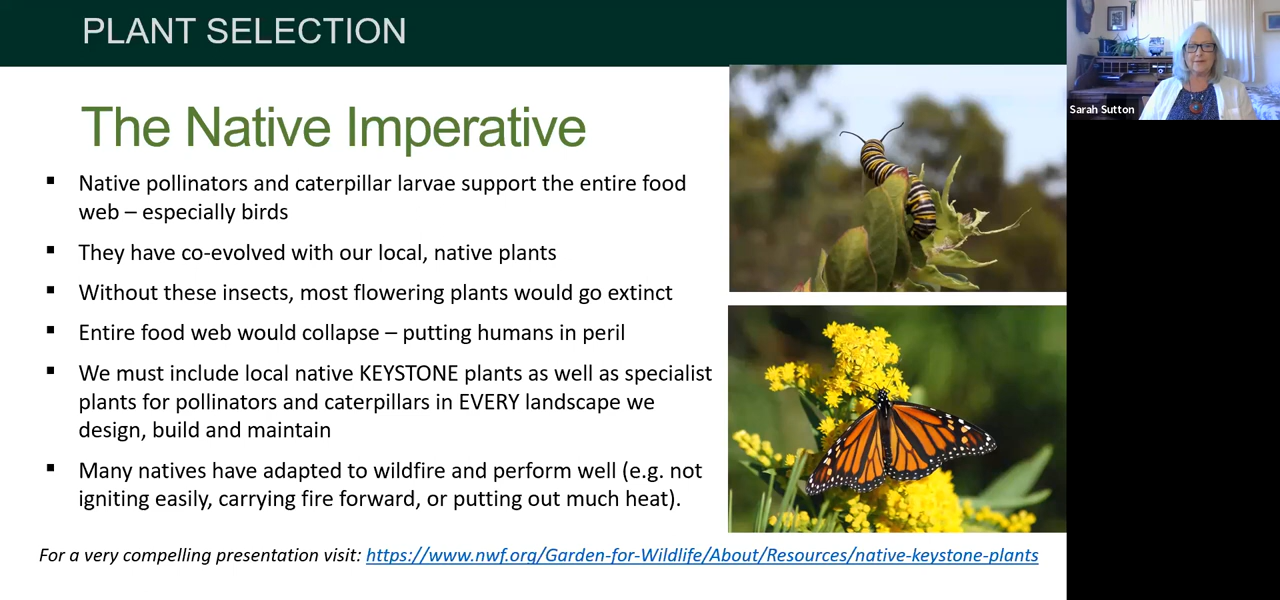 PLANT SELECTION
The Native Imperative
▪ Native pollinators and caterpillar larvae support the entire food
web – especially birds
▪ They have co-evolved with our local, native plants
▪ Without these insects, most flowering plants would go extinct
▪ Entire food web would collapse – putting humans in peril
▪ We must include local native KEYSTONE plants as well as specialist
plants for pollinators and caterpillars in EVERY landscape we
design, build and maintain
▪ Many natives have adapted to wildfire and perform well (e.g. not
igniting easily, carrying fire forward, or putting out much heat).
For a very compelling presentation visit: https://www.nwf.org/Garden-for-Wildlife/About/Resources/native-keystone-plants
Sarah Sutton